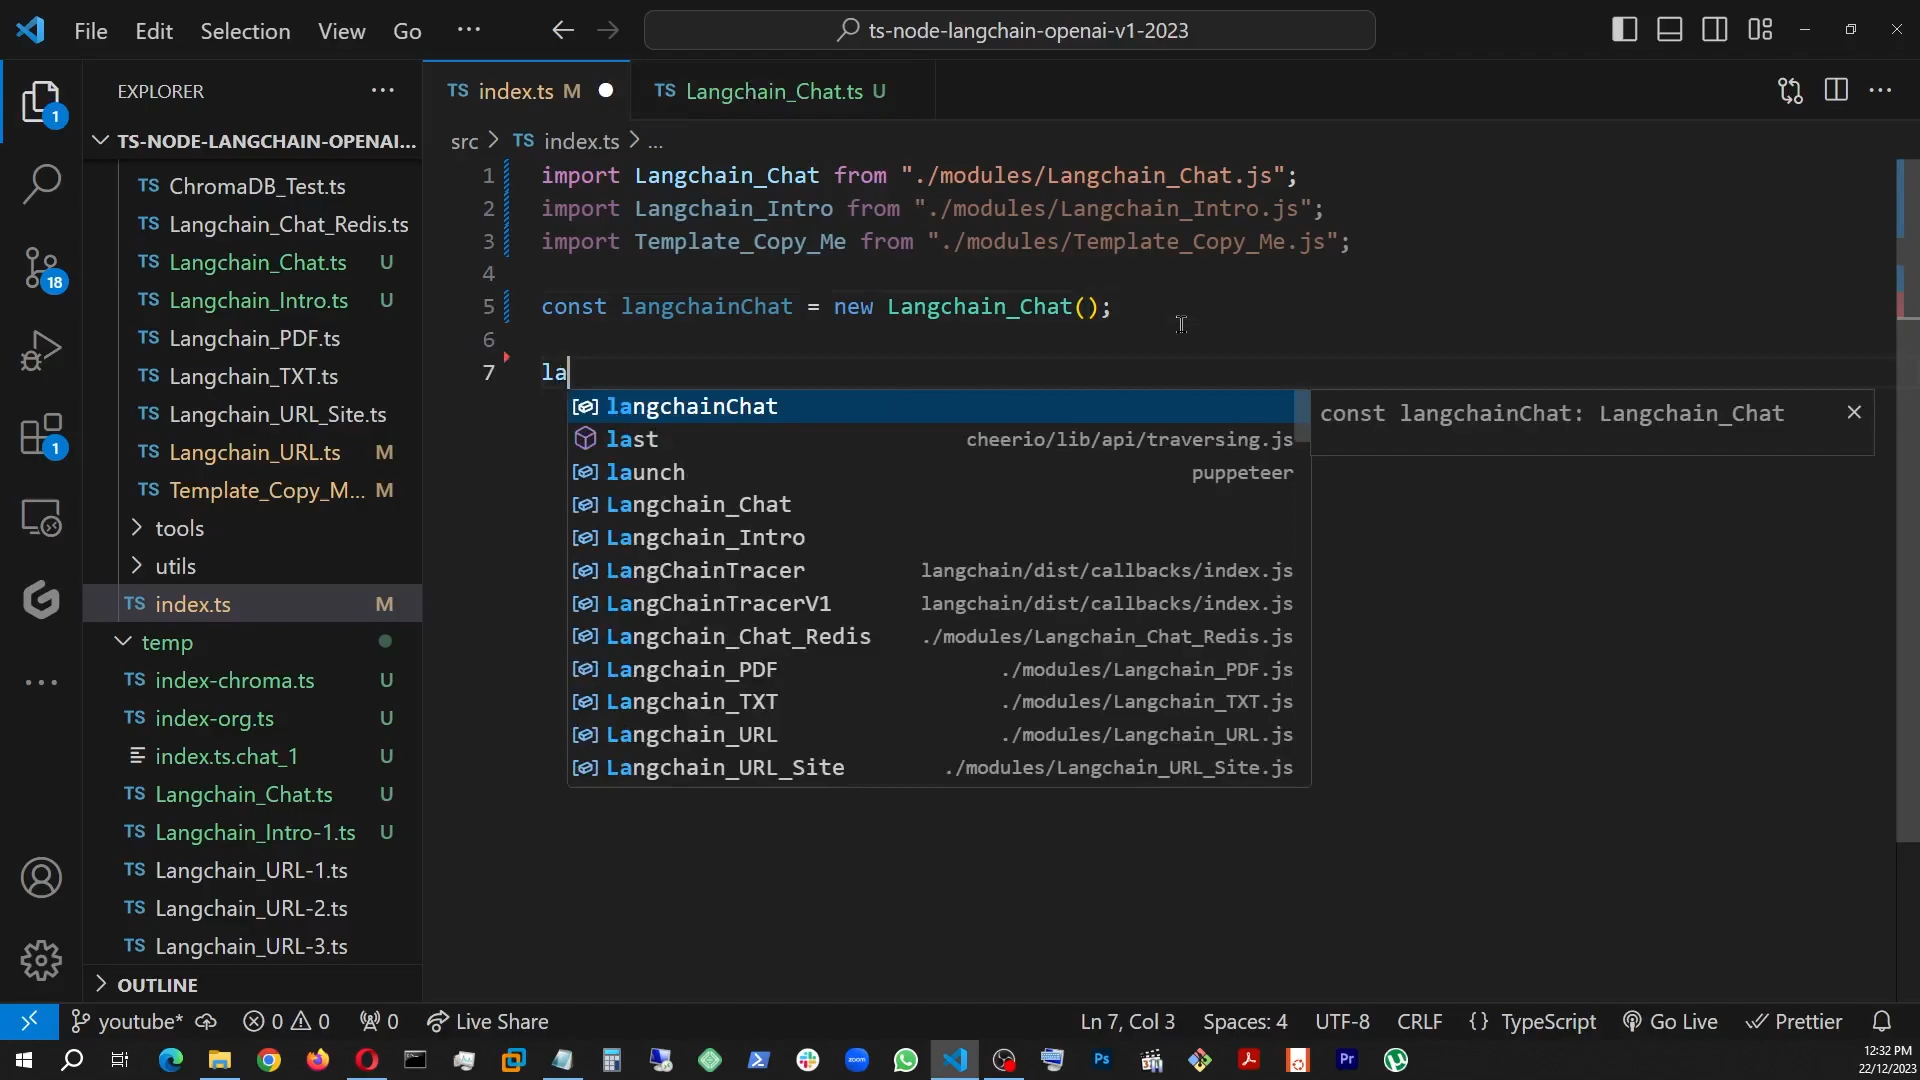 File Edit Selection View Go ...
ts-node-langchain-openai-v1-2023
EXPLORER
TS index.ts M
TS Langchain_Chat.ts U
TS-NODE-LANGCHAIN-OPENAI...
src > TS index.ts > ...
TS ChromaDB_Test.ts
TS Langchain_Chat_Redis.ts
TS Langchain_Chat.ts U
TS Langchain_Intro.ts U
TS Langchain_PDF.ts
TS Langchain_TXT.ts
TS Langchain_URL_Site.ts
TS Langchain_URL.ts M
TS Template_Copy_M... M
tools
utils
TS index.ts M
temp
TS index-chroma.ts U
TS index-org.ts U
index.ts.chat_1 U
TS Langchain_Chat.ts U
TS Langchain_Intro-1.ts U
TS Langchain_URL-1.ts
TS Langchain_URL-2.ts
TS Langchain_URL-3.ts
OUTLINE
1
18
1
1 import Langchain_Chat from "./modules/Langchain_Chat.js";
2 import Langchain_Intro from "./modules/Langchain_Intro.js";
3 import Template_Copy_Me from "./modules/Template_Copy_Me.js";
4
5 const langchainChat = new Langchain_Chat();
6
7 la
langchainChat
const langchainChat: Langchain_Chat
last cheerio/lib/api/traversing.js
launch puppeteer
Langchain_Chat
Langchain_Intro
LangChainTracer langchain/dist/callbacks/index.js
LangChainTracerV1 langchain/dist/callbacks/index.js
Langchain_Chat_Redis ./modules/Langchain_Chat_Redis.js
Langchain_PDF ./modules/Langchain_PDF.js
Langchain_TXT ./modules/Langchain_TXT.js
Langchain_URL ./modules/Langchain_URL.js
Langchain_URL_Site ./modules/Langchain_URL_Site.js
youtube* 0 0 0 Live Share Ln 7, Col 3 Spaces: 4 UTF-8 CRLF {} TypeScript Go Live Prettier
zoom
Ps
Pr
12:32 PM
22/12/2023